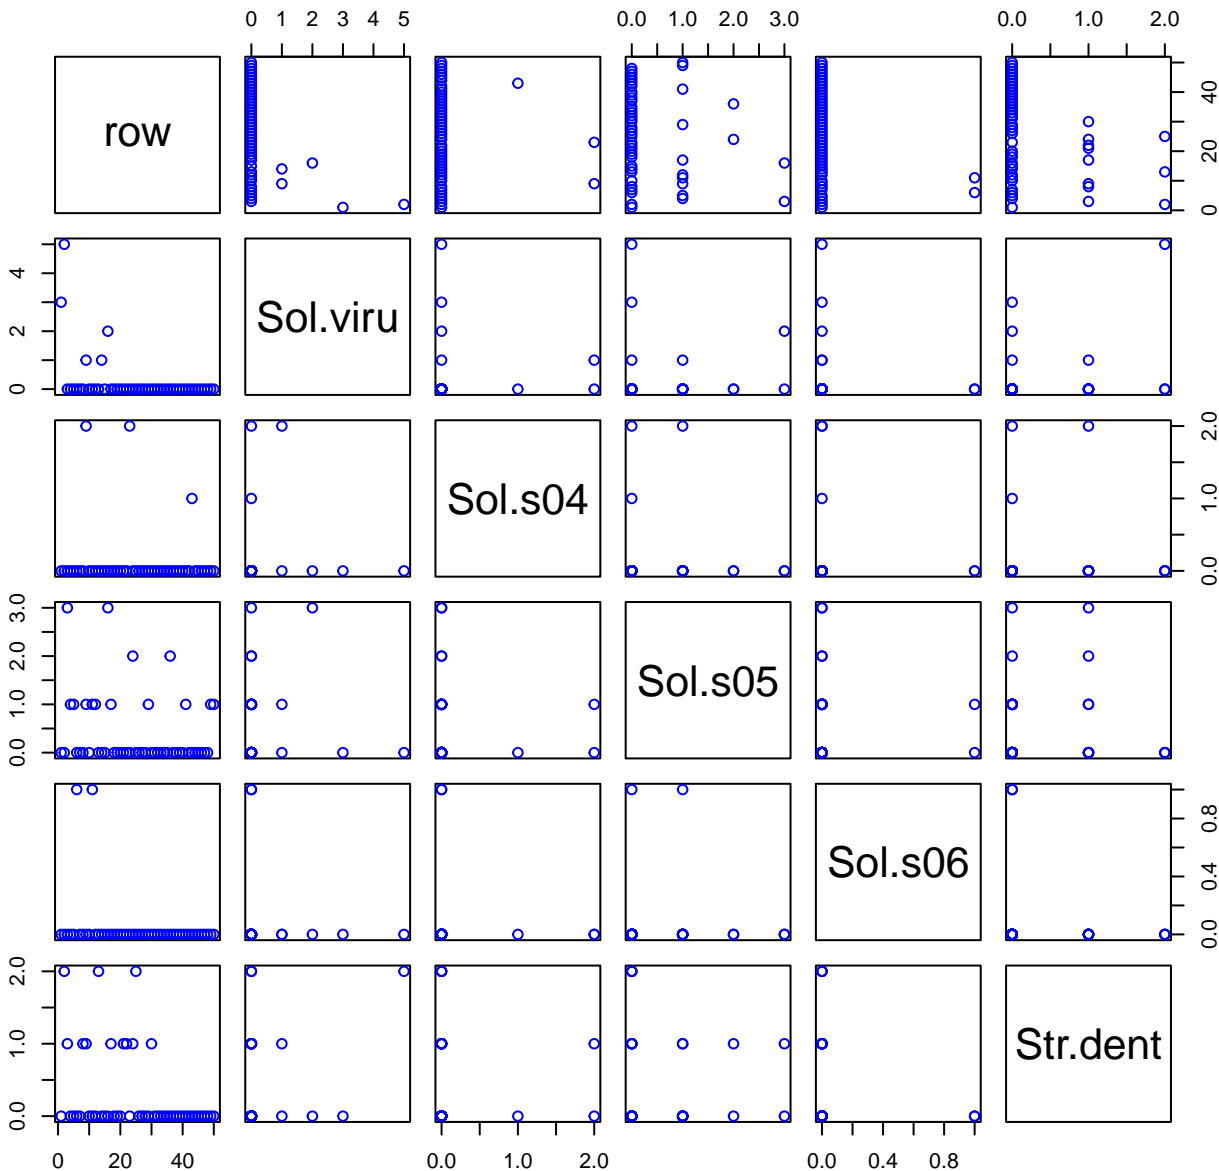 0 1 2 3 4 5 0.0 1.0 2.0 3.0 0.0 1.0 2.0
row 0 20 40
0 2 4 Sol.viru
Sol.s04 0.0 1.0 2.0
0.0 1.0 2.0 3.0 Sol.s05
Sol.s06 0.0 0.4 0.8
0.0 1.0 2.0 Str.dent
0 20 40 0.0 1.0 2.0 0.0 0.4 0.8